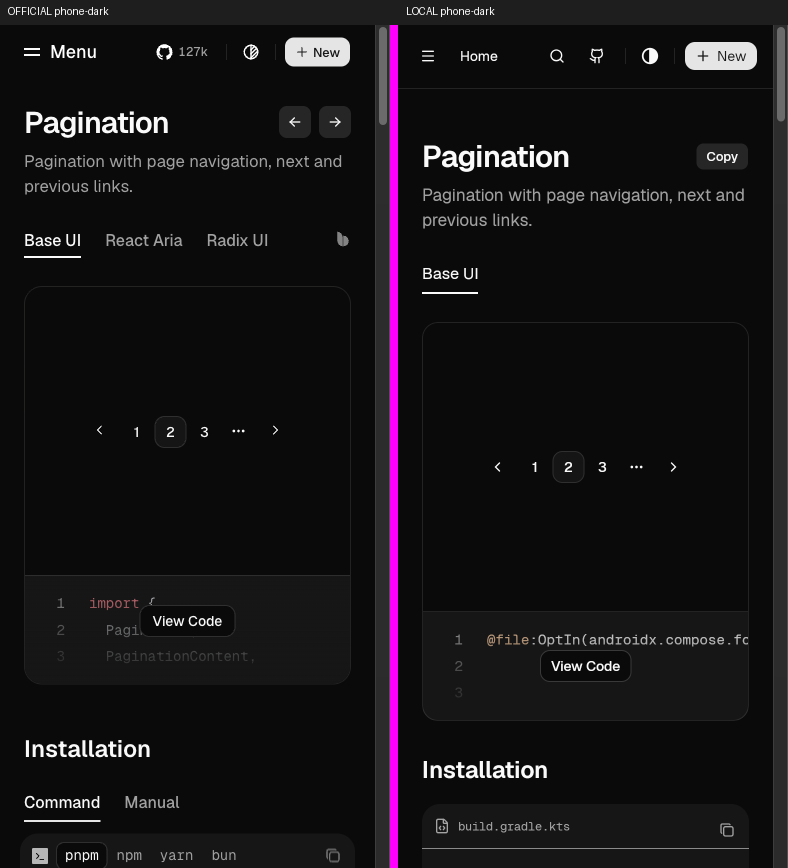 OFFICIAL phone-dark
Menu
127k
New
Pagination
Pagination with page navigation, next and
previous links.
Base UI
React Aria
Radix UI
1
2
3
1
import {
2
Pagi
3
PaginationContent,
View Code
Installation
Command
Manual
pnpm
npm
yarn
bun
LOCAL phone-dark
Home
New
Pagination
Copy
Pagination with page navigation, next and
previous links.
Base UI
1
2
3
1
@file:OptIn(androidx.compose.fo
2
3
View Code
Installation
build.gradle.kts